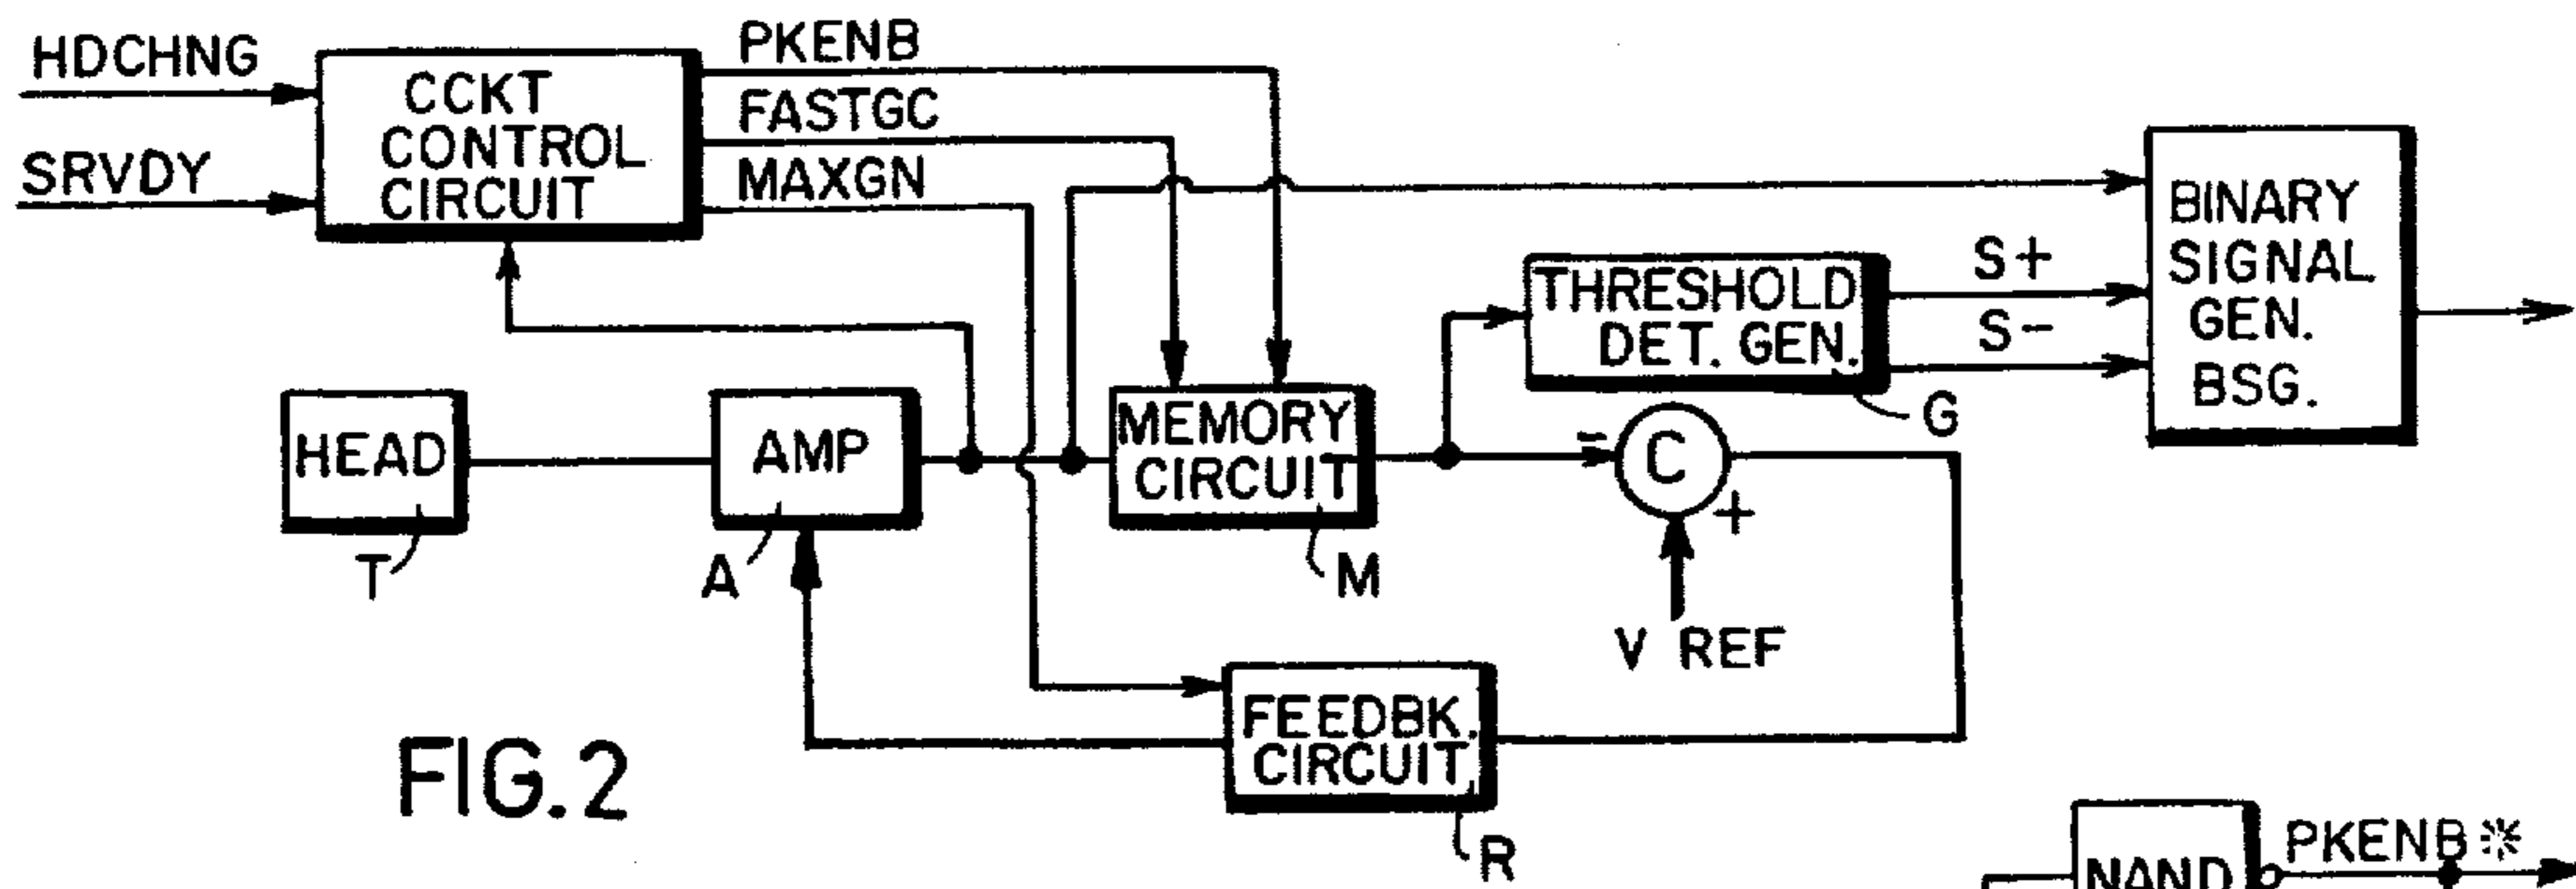 HDCHNG
SRVDY
CCKT
CONTROL
CIRCUIT
PKENB
FASTGC
MAXGN
BINARY
SIGNAL
GEN.
BSG.
THRESHOLD
DET. GEN.
S+
S-
G
HEAD
T
AMP
A
MEMORY
CIRCUIT
M
-
C
+
V REF
FEEDBK.
CIRCUIT
R
FIG.2
NAND
PKENB*